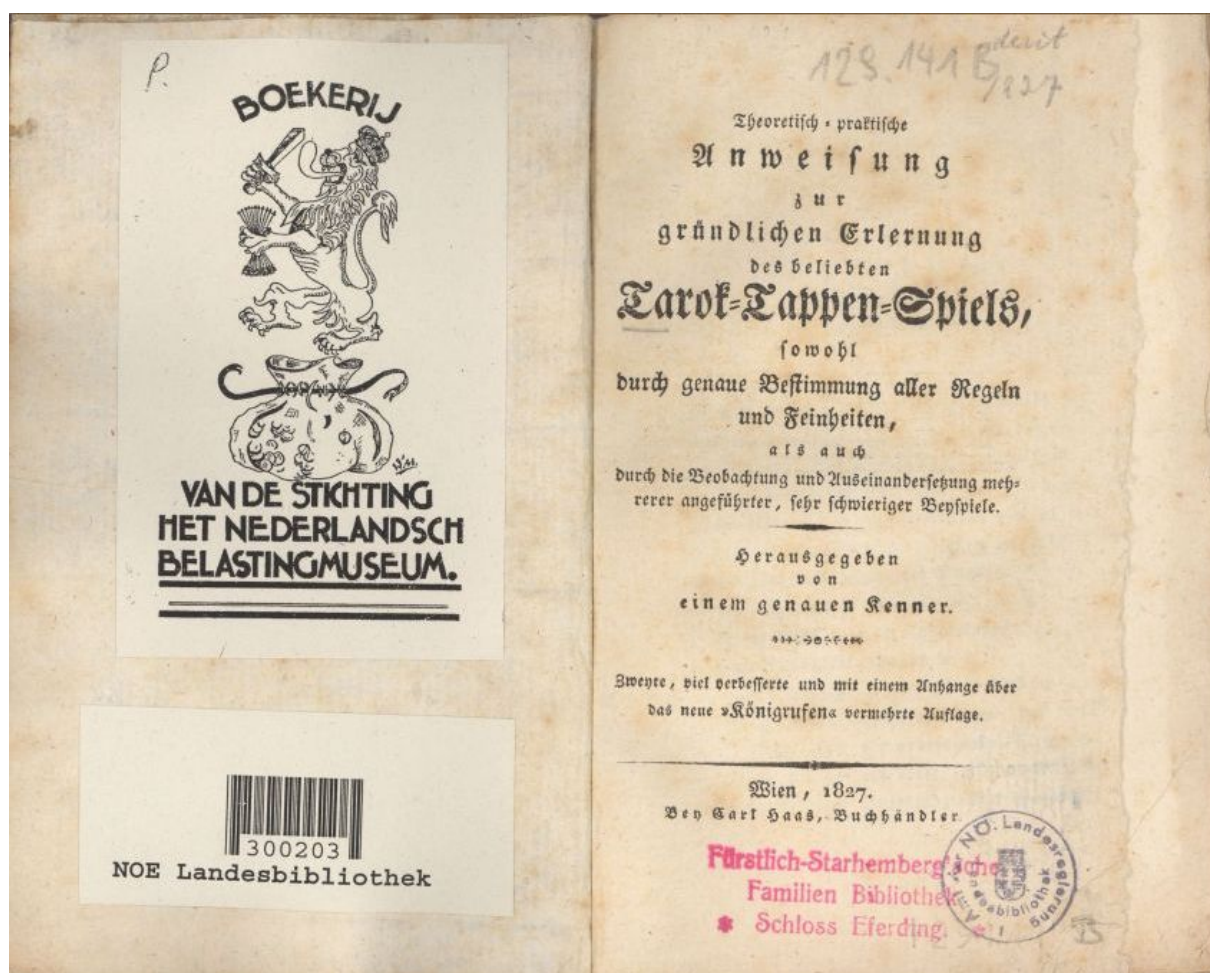 P.
BOEKERIJ
VAN DE STICHTING
HET NEDERLANDSCH
BELASTINGMUSEUM.
300203
NOE Landesbibliothek
129.141 B
1927
Theoretisch-praktische
Anweisung
zur
gründlichen Erlernung
des beliebten
Tarok-Tappen-Spiels,
sowohl
durch genaue Bestimmung aller Regeln
und Feinheiten,
als auch
durch die Beobachtung und Auseinandersetzung meh-
rerer angeführter, sehr schwieriger Beyspiele.
Herausgegeben
von
einem genauen Kenner.
Zweyte, viel verbesserte und mit einem Anhange über
das neue »Königrufen« vermehrte Auflage.
Wien, 1827.
Bey Carl Haas, Buchhändler.
Fürstlich-Starhemberg'sche
Familien Bibliothek
* Schloss Eferding. *
Amt der NÖ. Landesregierung
Landesbibliothek